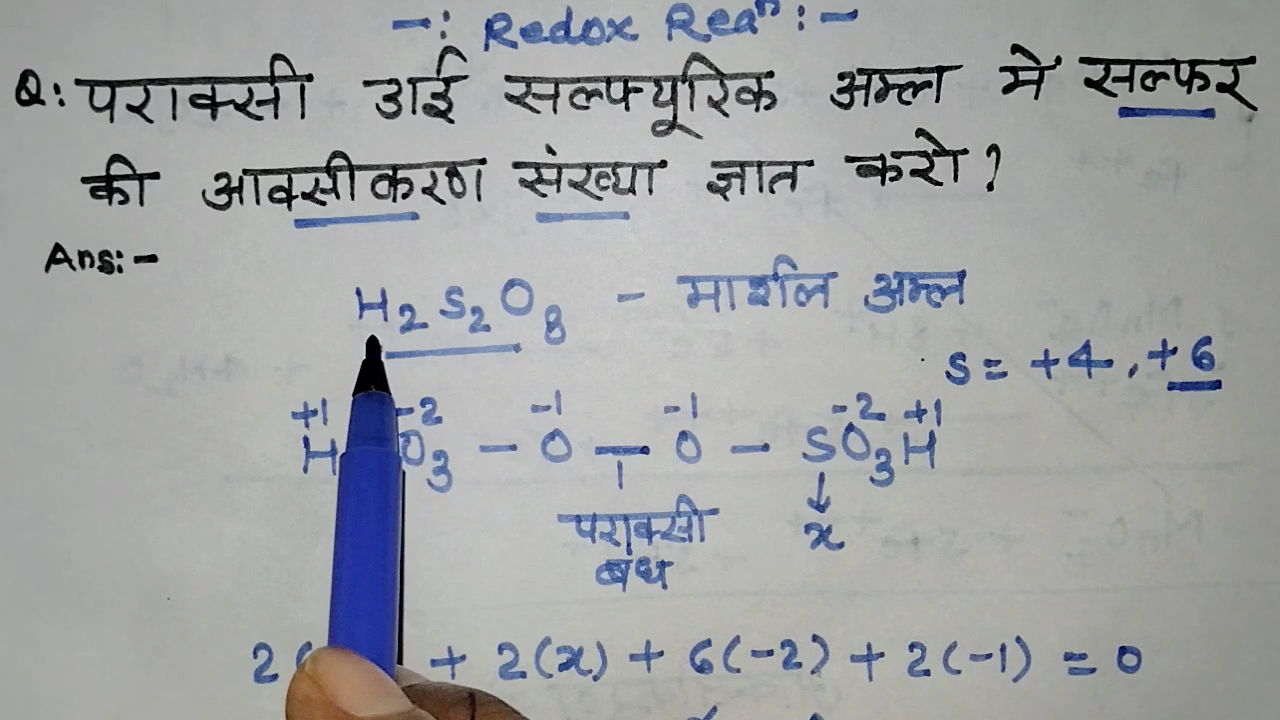 -: Redox Reaⁿ :-
Q: पराक्सी डाई सल्फ्यूरिक अम्ल मे सल्फर
की आक्सीकरण संख्या ज्ञात करो?
Ans:-
H₂S₂O₈ - मार्शल अम्ल
S = +4, +6
+1 -2 -1 -1 -2 +1
H O₃ - O - O - SO₃H
पराक्सी बंध
↓ x
2( + 2(x) + 6(-2) + 2(-1) = 0